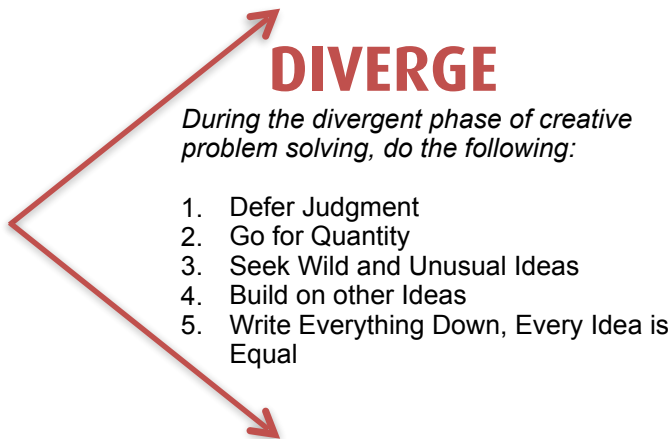 DIVERGE
During the divergent phase of creative
problem solving, do the following:
1. Defer Judgment
2. Go for Quantity
3. Seek Wild and Unusual Ideas
4. Build on other Ideas
5. Write Everything Down, Every Idea is
Equal